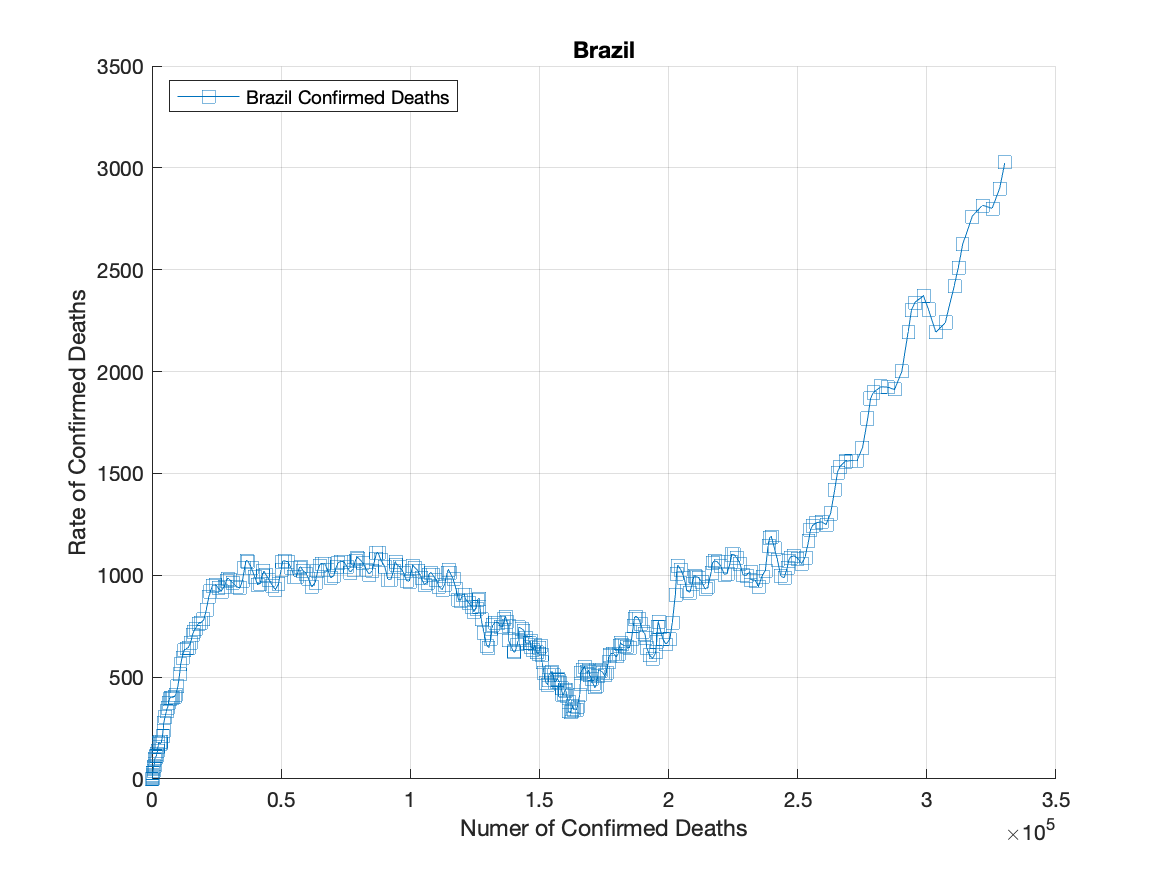 Brazil
Brazil Confirmed Deaths
3500
3000
2500
2000
1500
1000
500
0
Rate of Confirmed Deaths
0 0.5 1 1.5 2 2.5 3 3.5
Numer of Confirmed Deaths
×10^5